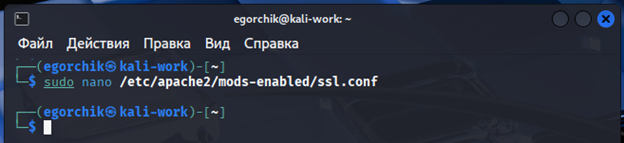 egorchik@kali-work: ~
Файл Действия Правка Вид Справка
┌──(egorchik㉿kali-work)-[~]
└─$ sudo nano /etc/apache2/mods-enabled/ssl.conf
┌──(egorchik㉿kali-work)-[~]
└─$